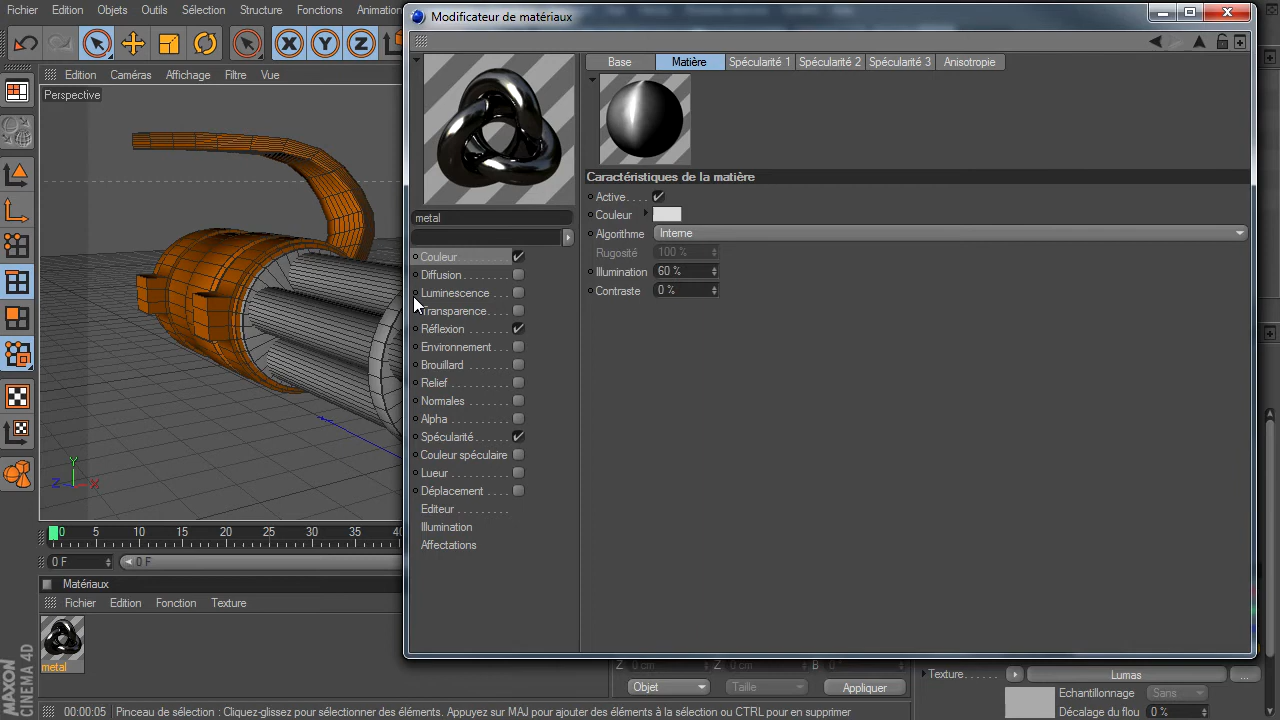 Fichier Edition Objets Outils Sélection Structure Fonctions Animation
Modificateur de matériaux
X Y Z
Edition Caméras Affichage Filtre Vue
Perspective
Base Matière Spécularité 1 Spécularité 2 Spécularité 3 Anisotropie
Caractéristiques de la matière
Active. . . .
Couleur
Algorithme Interne
Rugosité 100 %
Illumination 60 %
Contraste 0 %
metal
Couleur . . . . . . . .
Diffusion . . . . . . .
Luminescence . . .
Transparence. . . .
Réflexion . . . . . . .
Environnement . . .
Brouillard . . . . . . .
Relief . . . . . . . . .
Normales . . . . . . .
Alpha . . . . . . . . .
Spécularité . . . . . .
Couleur spéculaire
Lueur . . . . . . . . .
Déplacement . . . .
Editeur . . . . . . . .
Illumination
Affectations
Y
Z X
0 5 10 15 20 25 30 35 40
0 F 0 F
Matériaux
Fichier Edition Fonction Texture
metal
MAXON
CINEMA 4D
Z 0 cm Z 0 cm B 0 °
Objet Taille Appliquer
Texture. . . . . . Lumas ...
Echantillonnage Sans
Décalage du flou 0 %
00:00:05 Pinceau de sélection : Cliquez-glissez pour sélectionner des éléments. Appuyez sur MAJ pour ajouter des éléments à la sélection ou CTRL pour en supprimer